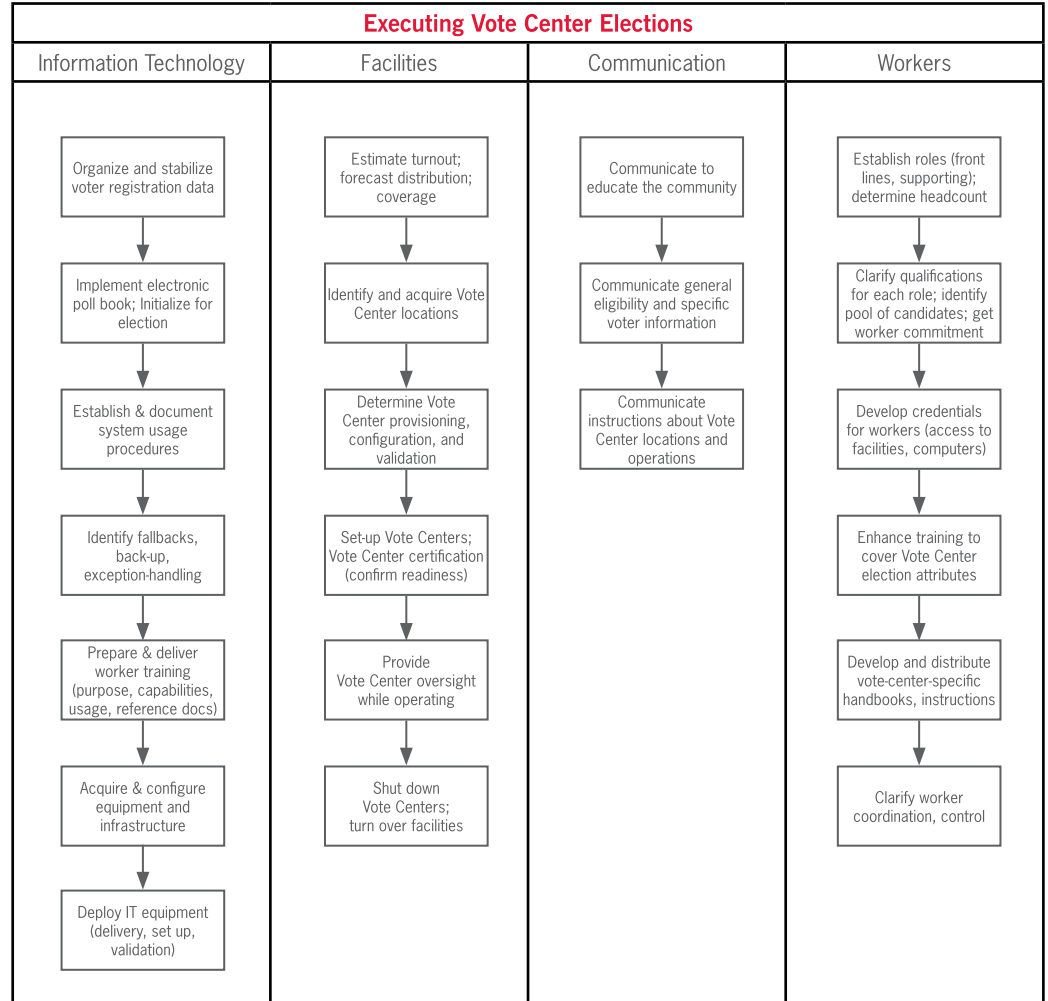 Executing Vote Center Elections
Information Technology
Facilities
Communication
Workers
Organize and stabilize
voter registration data
Implement electronic
poll book; Initialize for
election
Establish & document
system usage
procedures
Identify fallbacks,
back-up,
exception-handling
Prepare & deliver
worker training
(purpose, capabilities,
usage, reference docs)
Acquire & configure
equipment and
infrastructure
Deploy IT equipment
(delivery, set up,
validation)
Estimate turnout;
forecast distribution;
coverage
Identify and acquire Vote
Center locations
Determine Vote
Center provisioning,
configuration, and
validation
Set-up Vote Centers;
Vote Center certification
(confirm readiness)
Provide
Vote Center oversight
while operating
Shut down
Vote Centers;
turn over facilities
Communicate to
educate the community
Communicate general
eligibility and specific
voter information
Communicate
instructions about Vote
Center locations and
operations
Establish roles (front
lines, supporting);
determine headcount
Clarify qualifications
for each role; identify
pool of candidates; get
worker commitment
Develop credentials
for workers (access to
facilities, computers)
Enhance training to
cover Vote Center
election attributes
Develop and distribute
vote-center-specific
handbooks, instructions
Clarify worker
coordination, control